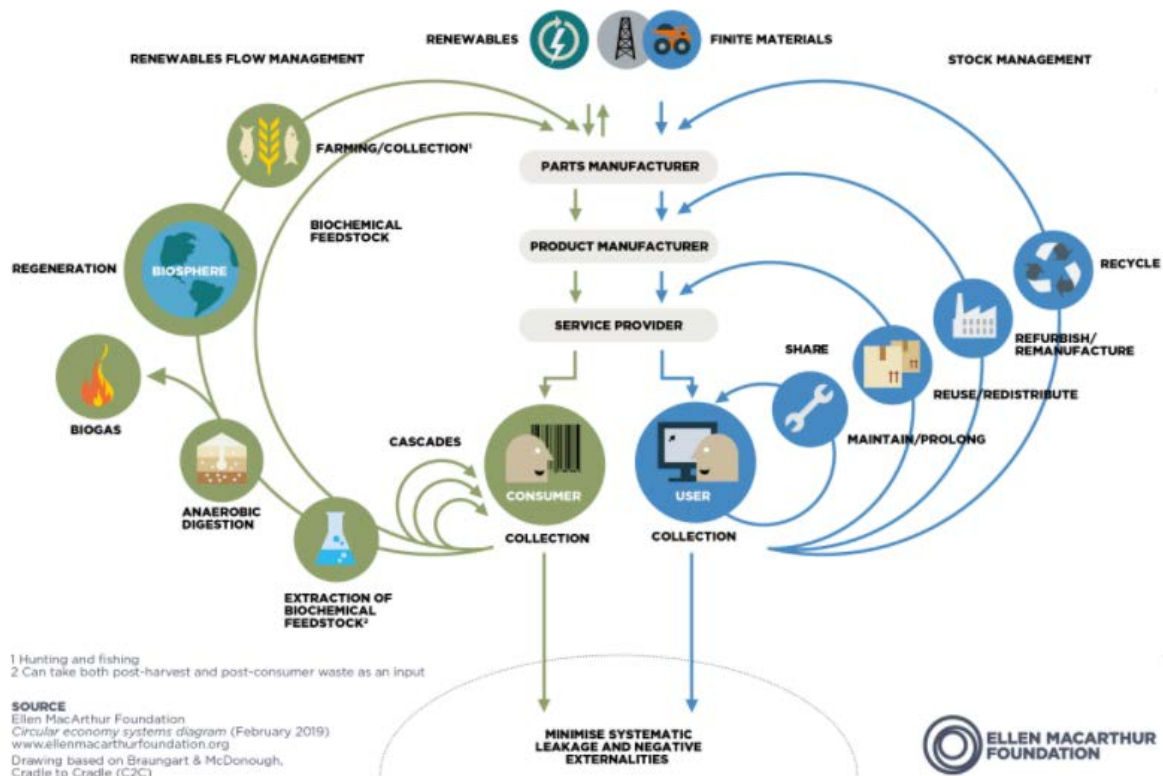 RENEWABLES
FINITE MATERIALS
RENEWABLES FLOW MANAGEMENT
STOCK MANAGEMENT
FARMING/COLLECTION¹
PARTS MANUFACTURER
BIOCHEMICAL
FEEDSTOCK
PRODUCT MANUFACTURER
REGENERATION
BIOSPHERE
RECYCLE
SERVICE PROVIDER
SHARE
REFURBISH/
REMANUFACTURE
REUSE/REDISTRIBUTE
BIOGAS
CASCADES
MAINTAIN/PROLONG
CONSUMER
USER
ANAEROBIC
DIGESTION
COLLECTION
COLLECTION
EXTRACTION OF
BIOCHEMICAL
FEEDSTOCK²
1 Hunting and fishing
2 Can take both post-harvest and post-consumer waste as an input
SOURCE
Ellen MacArthur Foundation
Circular economy systems diagram (February 2019)
www.ellenmacarthurfoundation.org
Drawing based on Braungart & McDonough,
Cradle to Cradle (C2C)
MINIMISE SYSTEMATIC
LEAKAGE AND NEGATIVE
EXTERNALITIES
ELLEN MACARTHUR
FOUNDATION